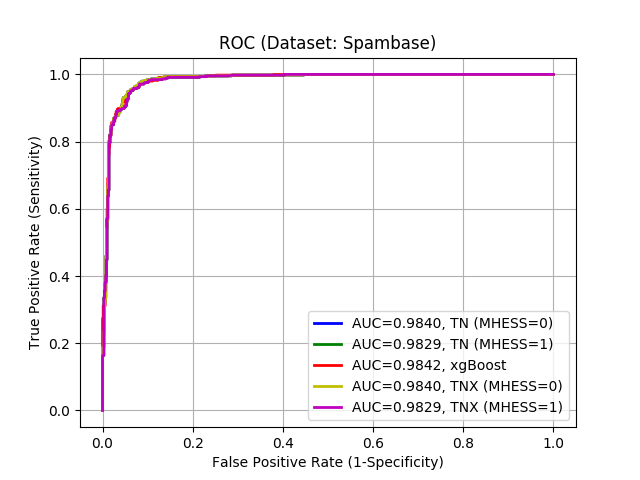 ROC (Dataset: Spambase)
True Positive Rate (Sensitivity)
1.0
0.8
0.6
0.4
0.2
0.0
AUC=0.9840, TN (MHESS=0)
AUC=0.9829, TN (MHESS=1)
AUC=0.9842, xgBoost
AUC=0.9840, TNX (MHESS=0)
AUC=0.9829, TNX (MHESS=1)
0.0 0.2 0.4 0.6 0.8 1.0
False Positive Rate (1-Specificity)